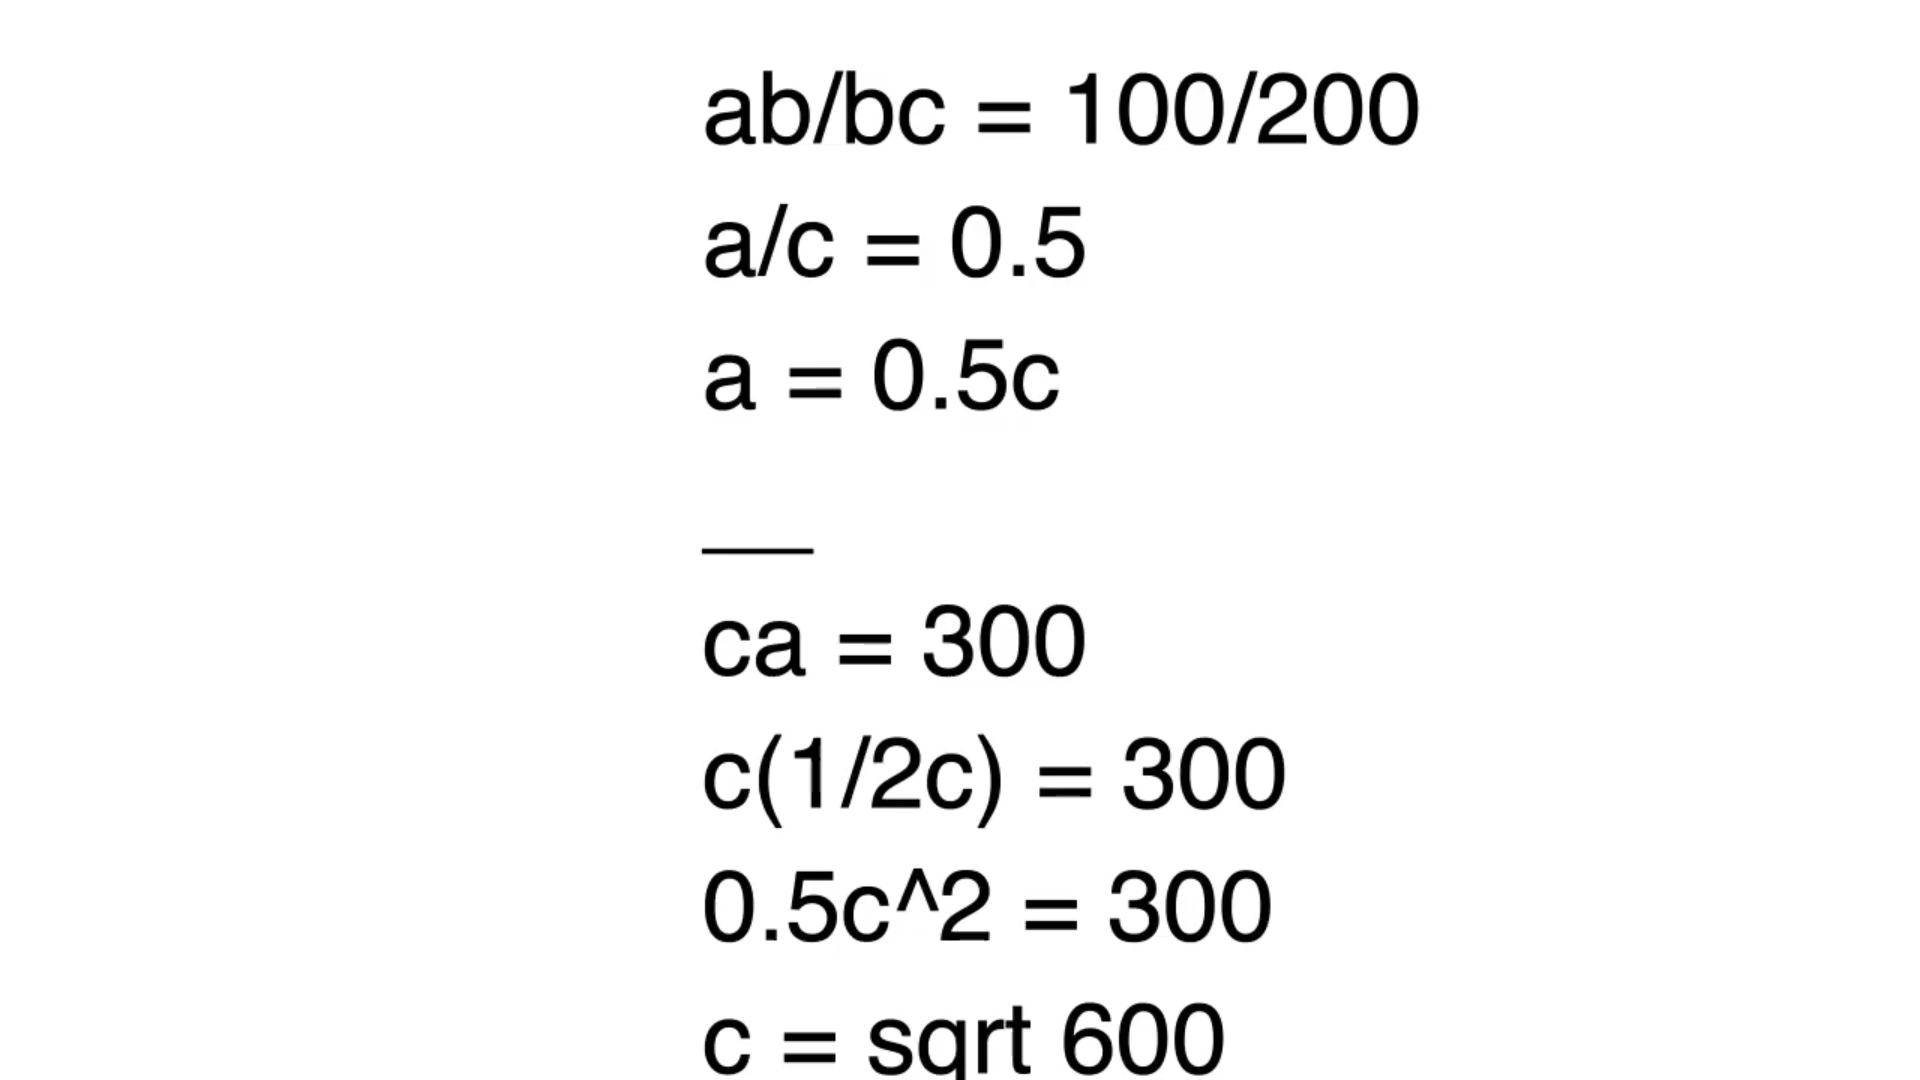 ab/bc = 100/200
a/c = 0.5
a = 0.5c
___
ca = 300
c(1/2c) = 300
0.5c^2 = 300
c = sqrt 600